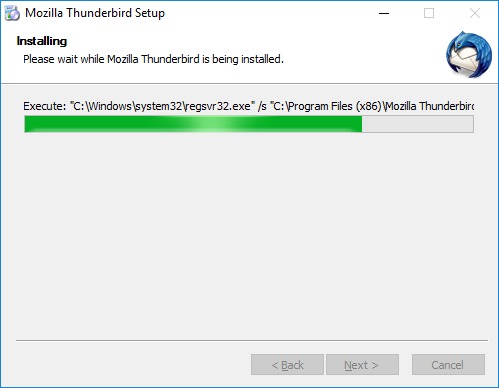 Mozilla Thunderbird Setup
Installing
Please wait while Mozilla Thunderbird is being installed.
Execute: "C:\Windows\system32\regsvr32.exe" /s "C:\Program Files (x86)\Mozilla Thunderbird
< Back
Next >
Cancel